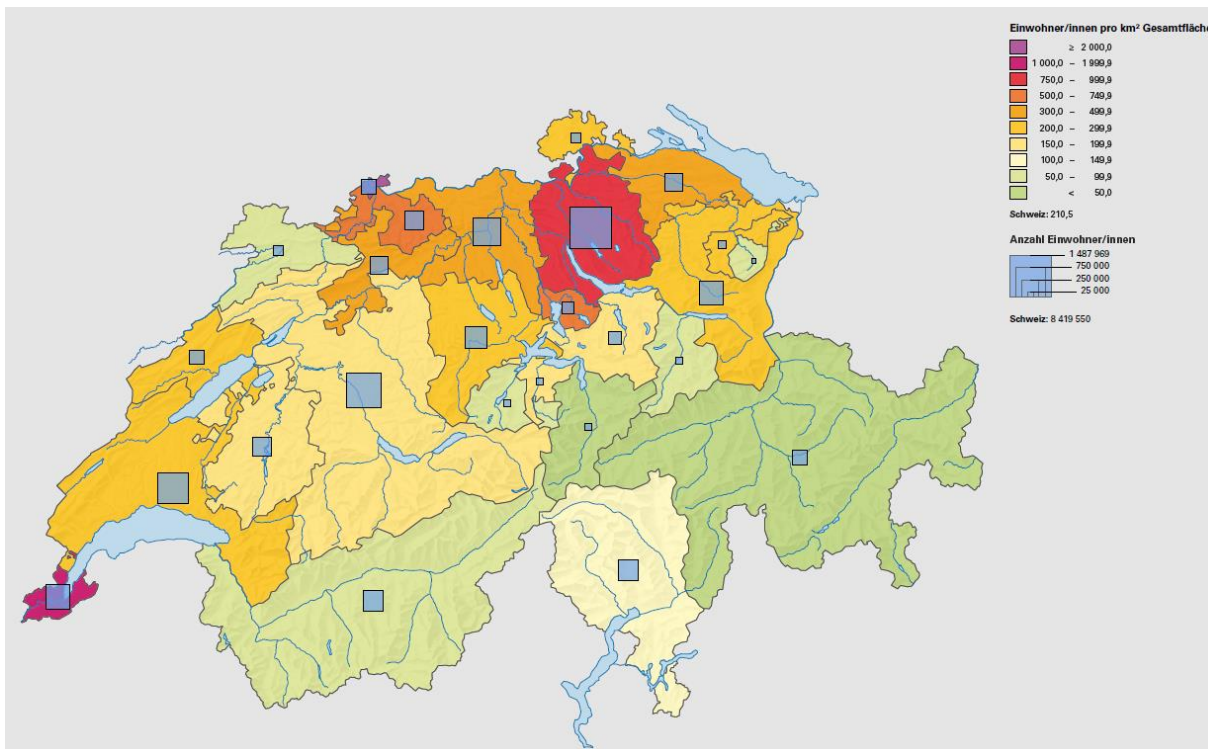 Einwohner/innen pro km² Gesamtfläche
≥ 2 000,0
1 000,0 – 1 999,9
750,0 – 999,9
500,0 – 749,9
300,0 – 499,9
200,0 – 299,9
150,0 – 199,9
100,0 – 149,9
50,0 – 99,9
< 50,0
Schweiz: 210,5
Anzahl Einwohner/innen
1 487 969
750 000
250 000
25 000
Schweiz: 8 419 550